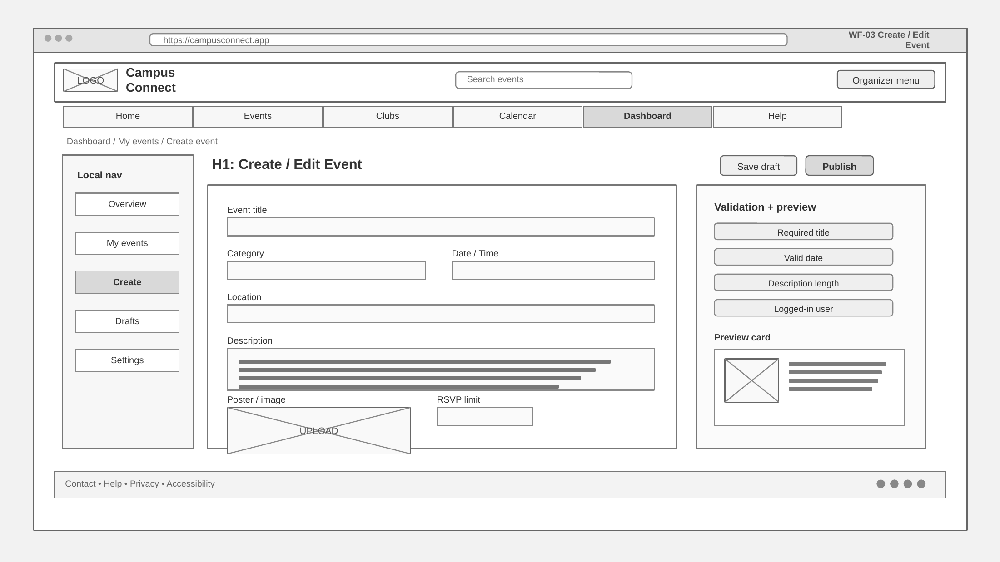 https://campusconnect.app
WF-03 Create / Edit
Event
LOGO
Campus
Connect
Search events
Organizer menu
Home
Events
Clubs
Calendar
Dashboard
Help
Dashboard / My events / Create event
Local nav
Overview
My events
Create
Drafts
Settings
H1: Create / Edit Event
Save draft
Publish
Event title
Category
Date / Time
Location
Description
Poster / image
UPLOAD
RSVP limit
Validation + preview
Required title
Valid date
Description length
Logged-in user
Preview card
Contact • Help • Privacy • Accessibility